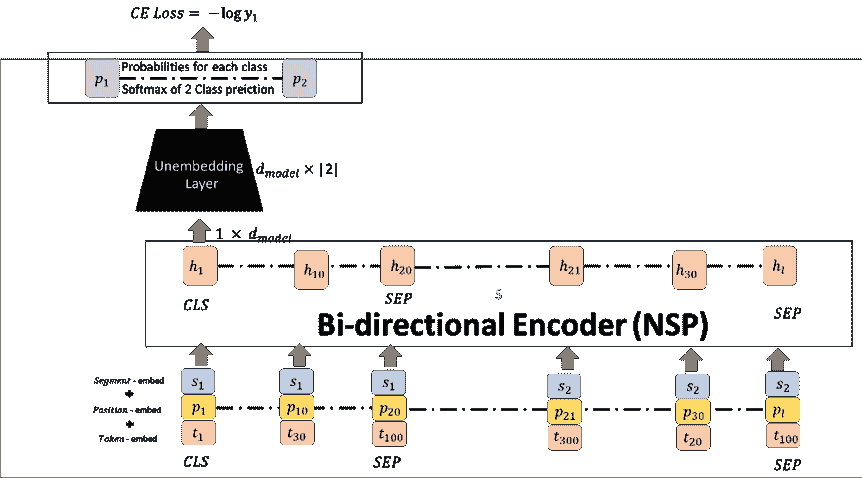 CE Loss = −log y₁
p₁ Probabilities for each class p₂
Softmax of 2 Class preiction
Unembedding
Layer
d_model × |2|
1 × d_model
h₁ h₁₀ h₂₀ h₂₁ h₃₀ h_l
CLS SEP SEP
5
Bi-directional Encoder (NSP)
Segment - embed s₁ s₁ s₁ s₂ s₂ s₂
+
Position - embed p₁ p₁₀ p₂₀ p₂₁ p₃₀ p_l
+
Token - embed t₁ t₃₀ t₁₀₀ t₃₀₀ t₂₀ t₁₀₀
CLS SEP SEP